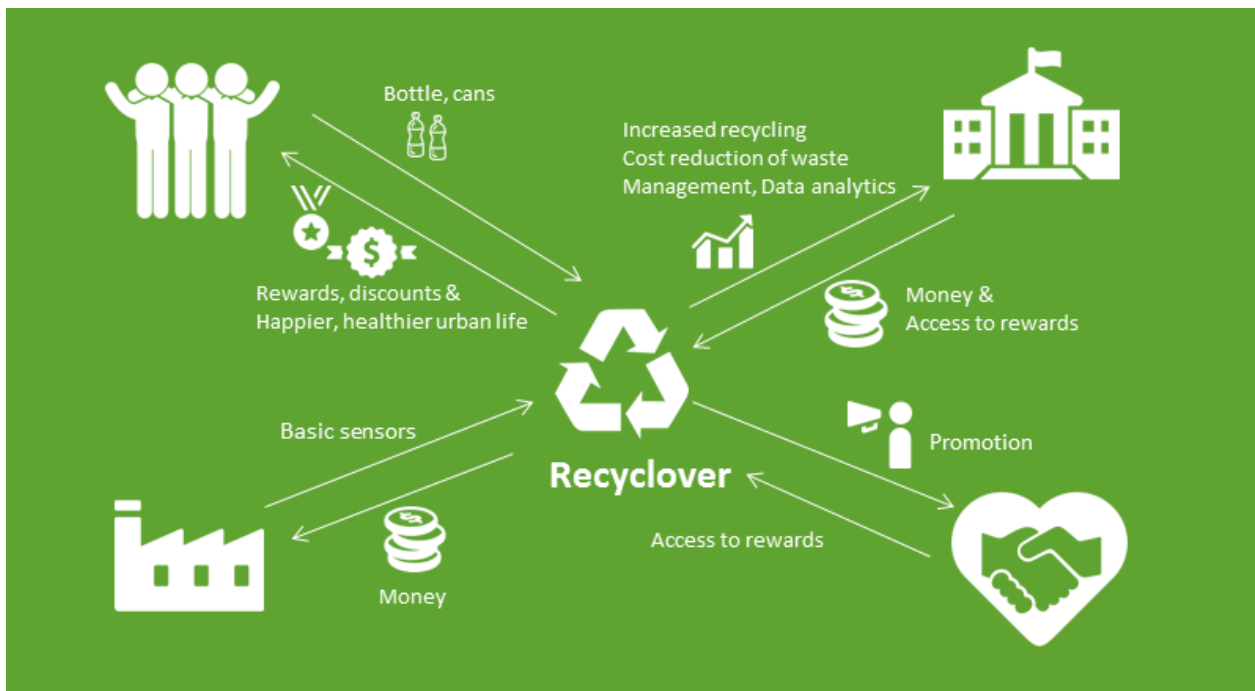 Bottle, cans
Increased recycling
Cost reduction of waste
Management, Data analytics
$
Rewards, discounts &
Happier, healthier urban life
Money &
Access to rewards
Basic sensors
Promotion
Recyclover
Access to rewards
Money